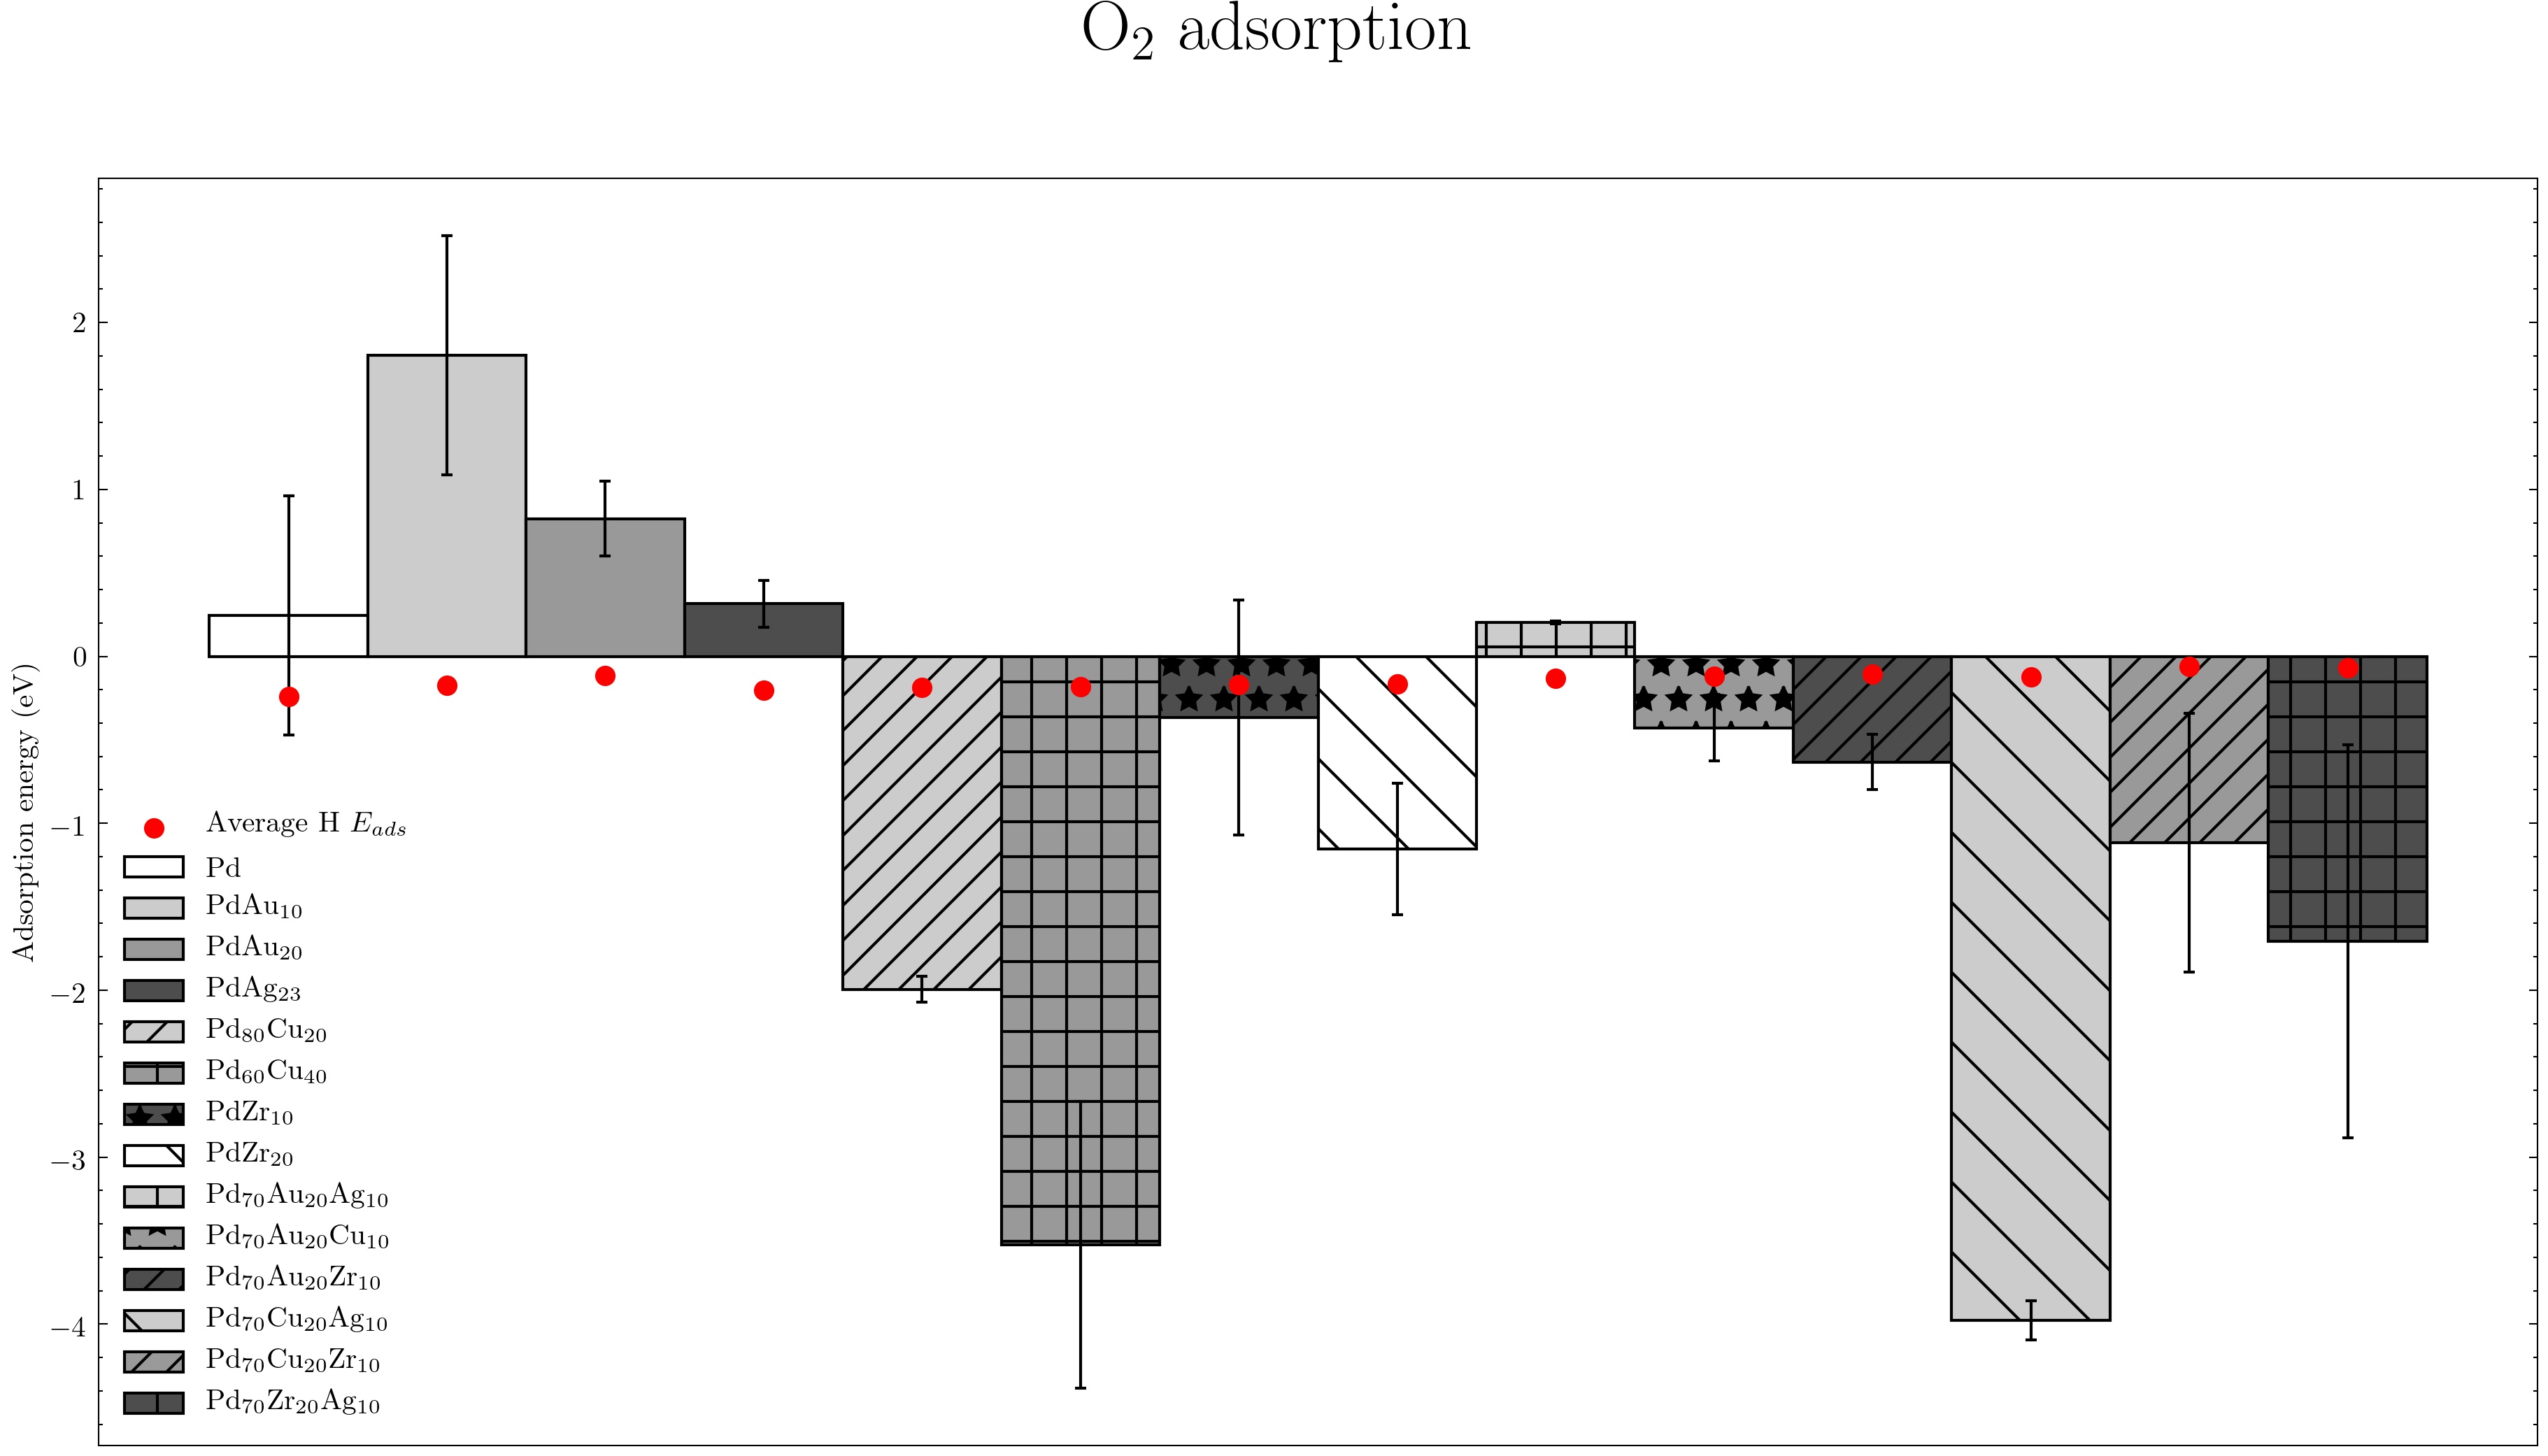 O₂ adsorption
2
1
0
−1
−2
−3
−4
Adsorption energy (eV)
Average H E_ads
Pd
PdAu₁₀
PdAu₂₀
PdAg₂₃
Pd₈₀Cu₂₀
Pd₆₀Cu₄₀
PdZr₁₀
PdZr₂₀
Pd₇₀Au₂₀Ag₁₀
Pd₇₀Au₂₀Cu₁₀
Pd₇₀Au₂₀Zr₁₀
Pd₇₀Cu₂₀Ag₁₀
Pd₇₀Cu₂₀Zr₁₀
Pd₇₀Zr₂₀Ag₁₀